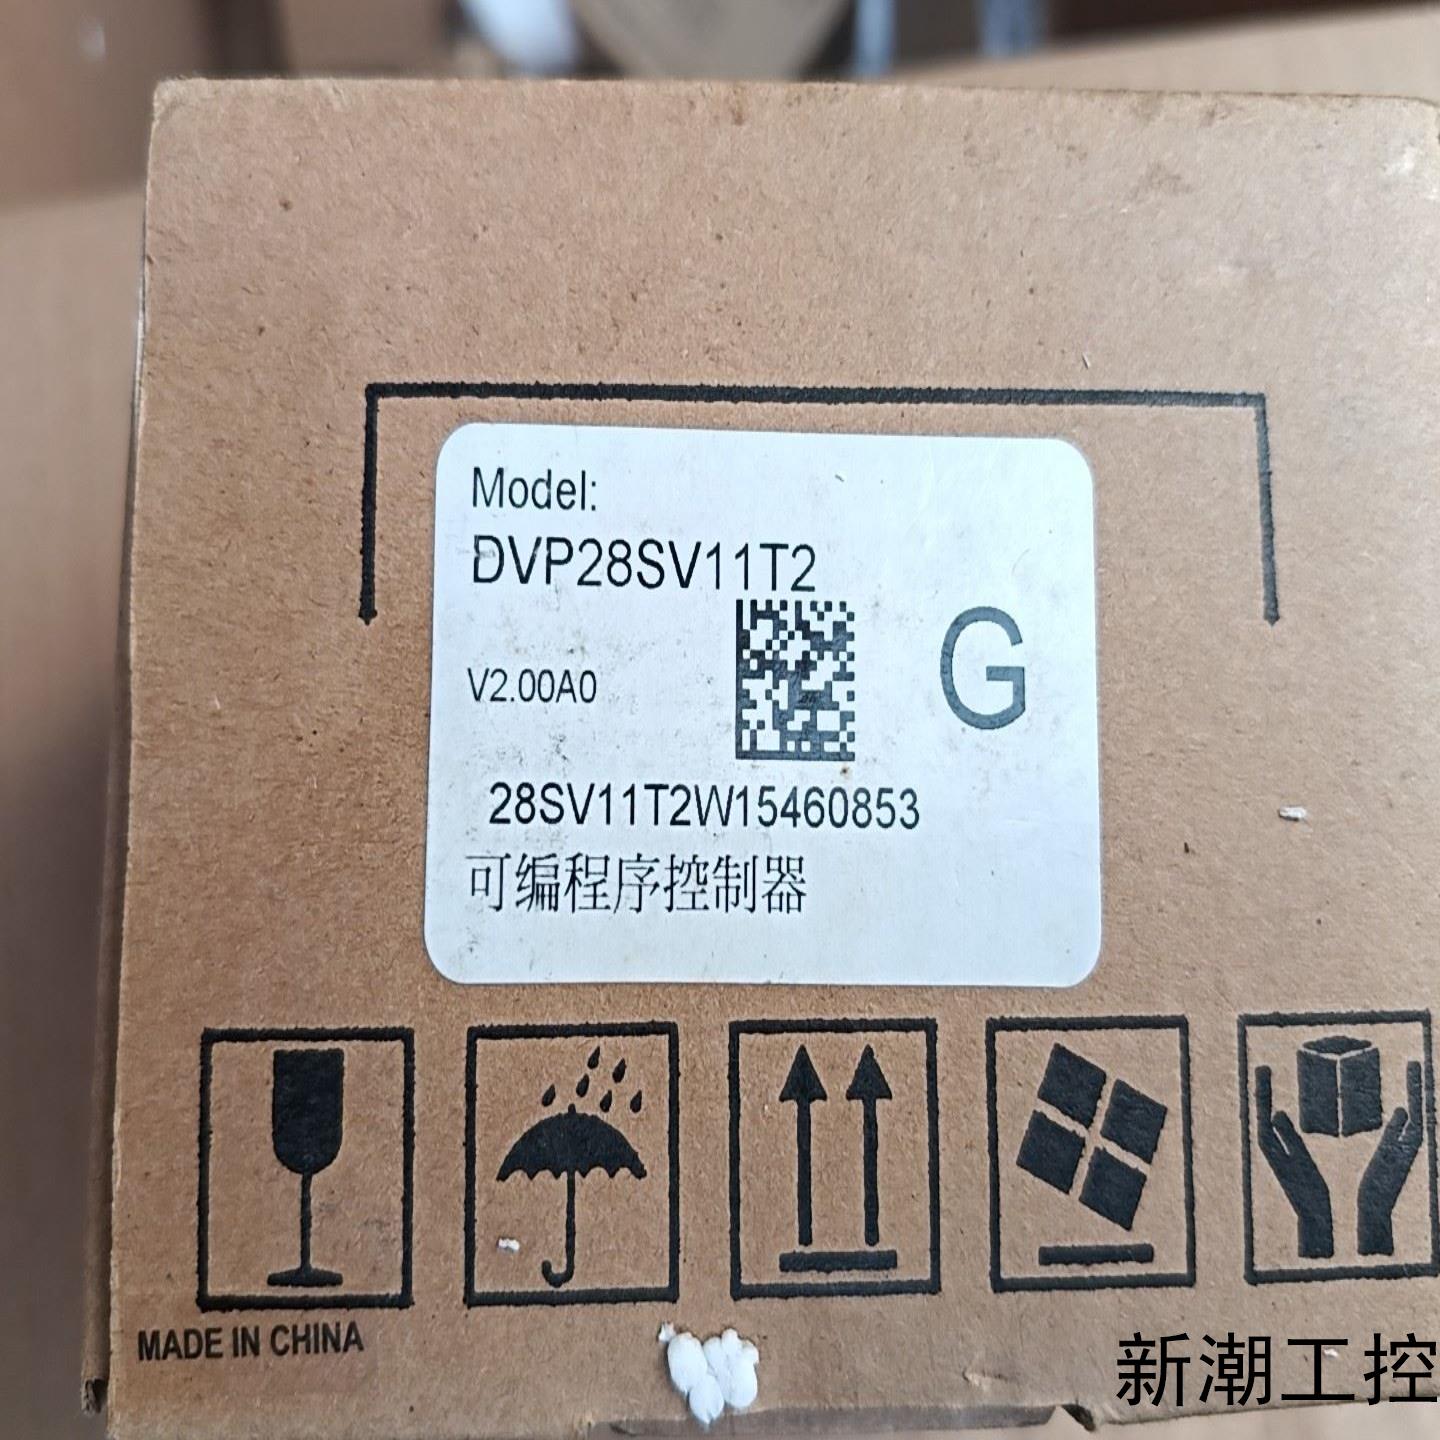 Model:
DVP28SV11T2
V2.00A0
G
28SV11T2W15460853
可编程序控制器
MADE IN CHINA
新潮工控